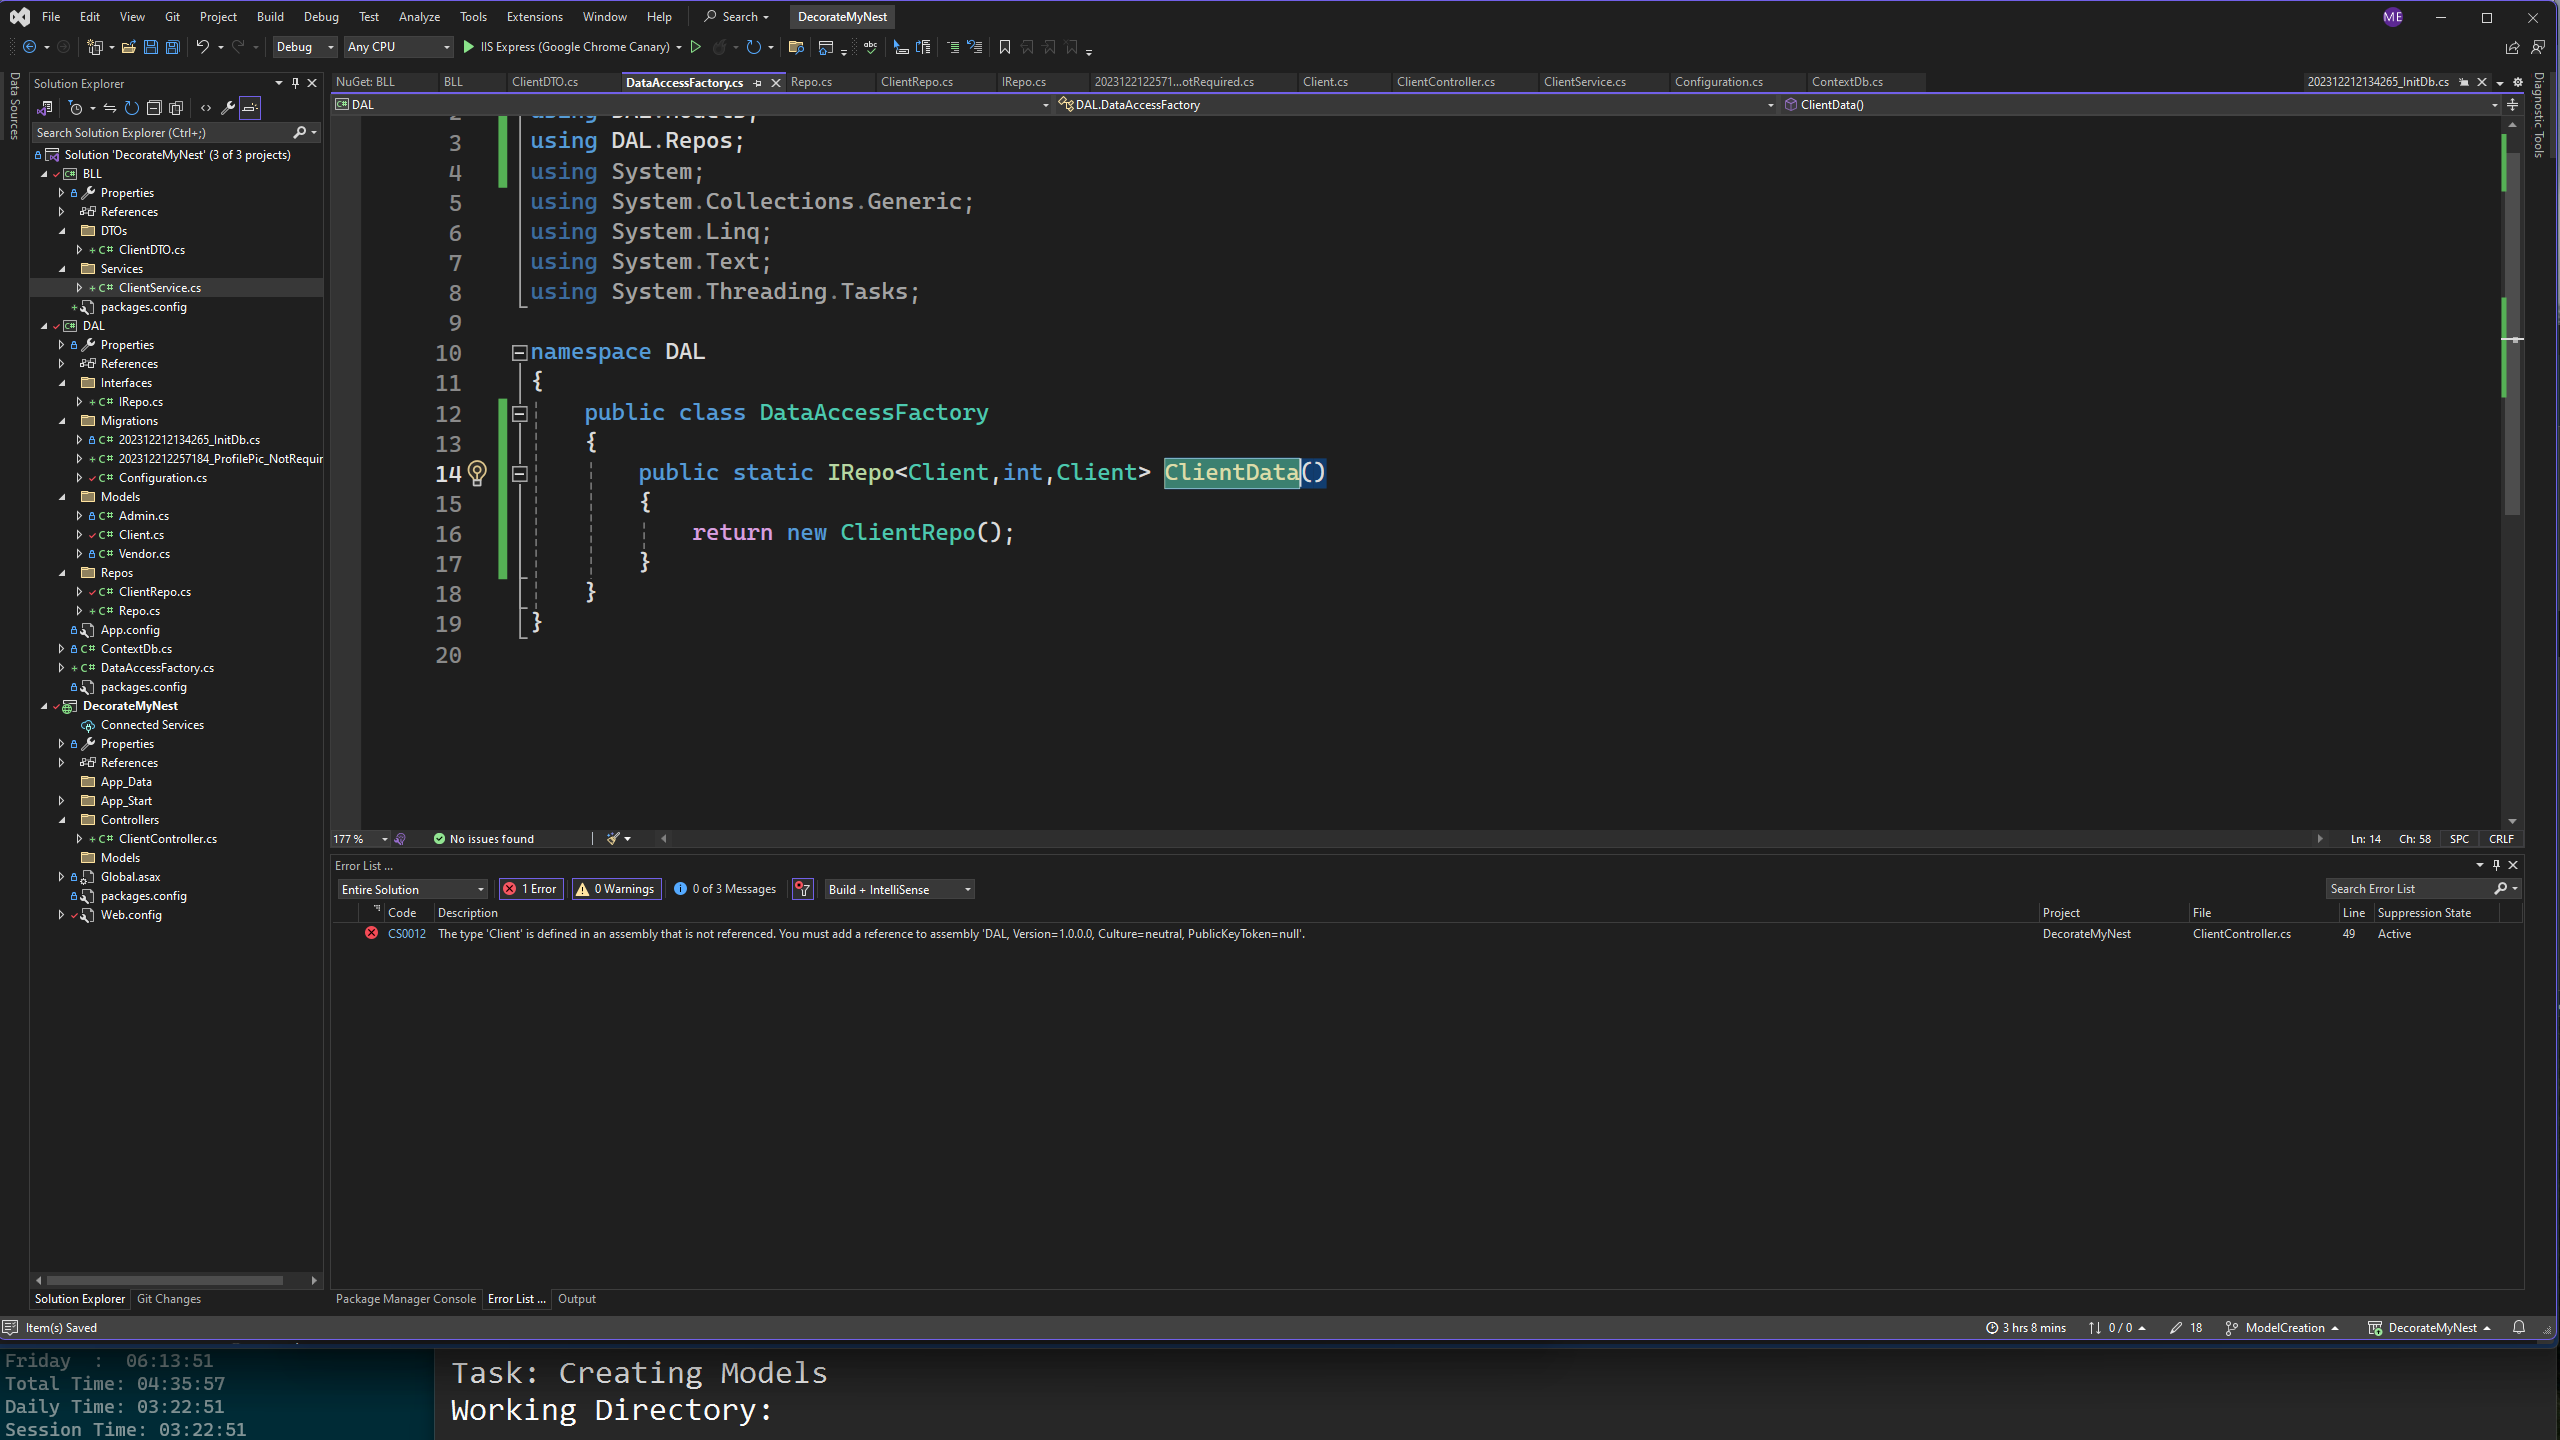 File Edit View Git Project Build Debug Test Analyze Tools Extensions Window Help Search DecorateMyNest ME
Debug Any CPU IIS Express (Google Chrome Canary)
Data Sources
Solution Explorer
Search Solution Explorer (Ctrl+;)
Solution 'DecorateMyNest' (3 of 3 projects)
BLL
Properties
References
DTOs
C# ClientDTO.cs
Services
C# ClientService.cs
packages.config
DAL
Properties
References
Interfaces
C# IRepo.cs
Migrations
C# 202312212134265_InitDb.cs
C# 202312212257184_ProfilePic_NotRequir
C# Configuration.cs
Models
C# Admin.cs
C# Client.cs
C# Vendor.cs
Repos
C# ClientRepo.cs
C# Repo.cs
App.config
C# ContextDb.cs
C# DataAccessFactory.cs
packages.config
DecorateMyNest
Connected Services
Properties
References
App_Data
App_Start
Controllers
C# ClientController.cs
Models
Global.asax
packages.config
Web.config
Solution Explorer Git Changes
NuGet: BLL BLL ClientDTO.cs DataAccessFactory.cs Repo.cs ClientRepo.cs IRepo.cs 2023122122571...otRequired.cs Client.cs ClientController.cs ClientService.cs Configuration.cs ContextDb.cs 202312212134265_InitDb.cs
DAL DAL.DataAccessFactory ClientData()
Diagnostic Tools
2 using DAL.Models;
3 using DAL.Repos;
4 using System;
5 using System.Collections.Generic;
6 using System.Linq;
7 using System.Text;
8 using System.Threading.Tasks;
9
10 namespace DAL
11 {
12 public class DataAccessFactory
13 {
14 public static IRepo<Client,int,Client> ClientData()
15 {
16 return new ClientRepo();
17 }
18 }
19 }
20
177 % No issues found Ln: 14 Ch: 58 SPC CRLF
Error List ...
Entire Solution 1 Error 0 Warnings 0 of 3 Messages Build + IntelliSense Search Error List
Code Description Project File Line Suppression State
CS0012 The type 'Client' is defined in an assembly that is not referenced. You must add a reference to assembly 'DAL, Version=1.0.0.0, Culture=neutral, PublicKeyToken=null'. DecorateMyNest ClientController.cs 49 Active
Package Manager Console Error List ... Output
Item(s) Saved 3 hrs 8 mins 0 / 0 18 ModelCreation DecorateMyNest
Friday : 06:13:51
Total Time: 04:35:57
Daily Time: 03:22:51
Session Time: 03:22:51
Task: Creating Models
Working Directory: